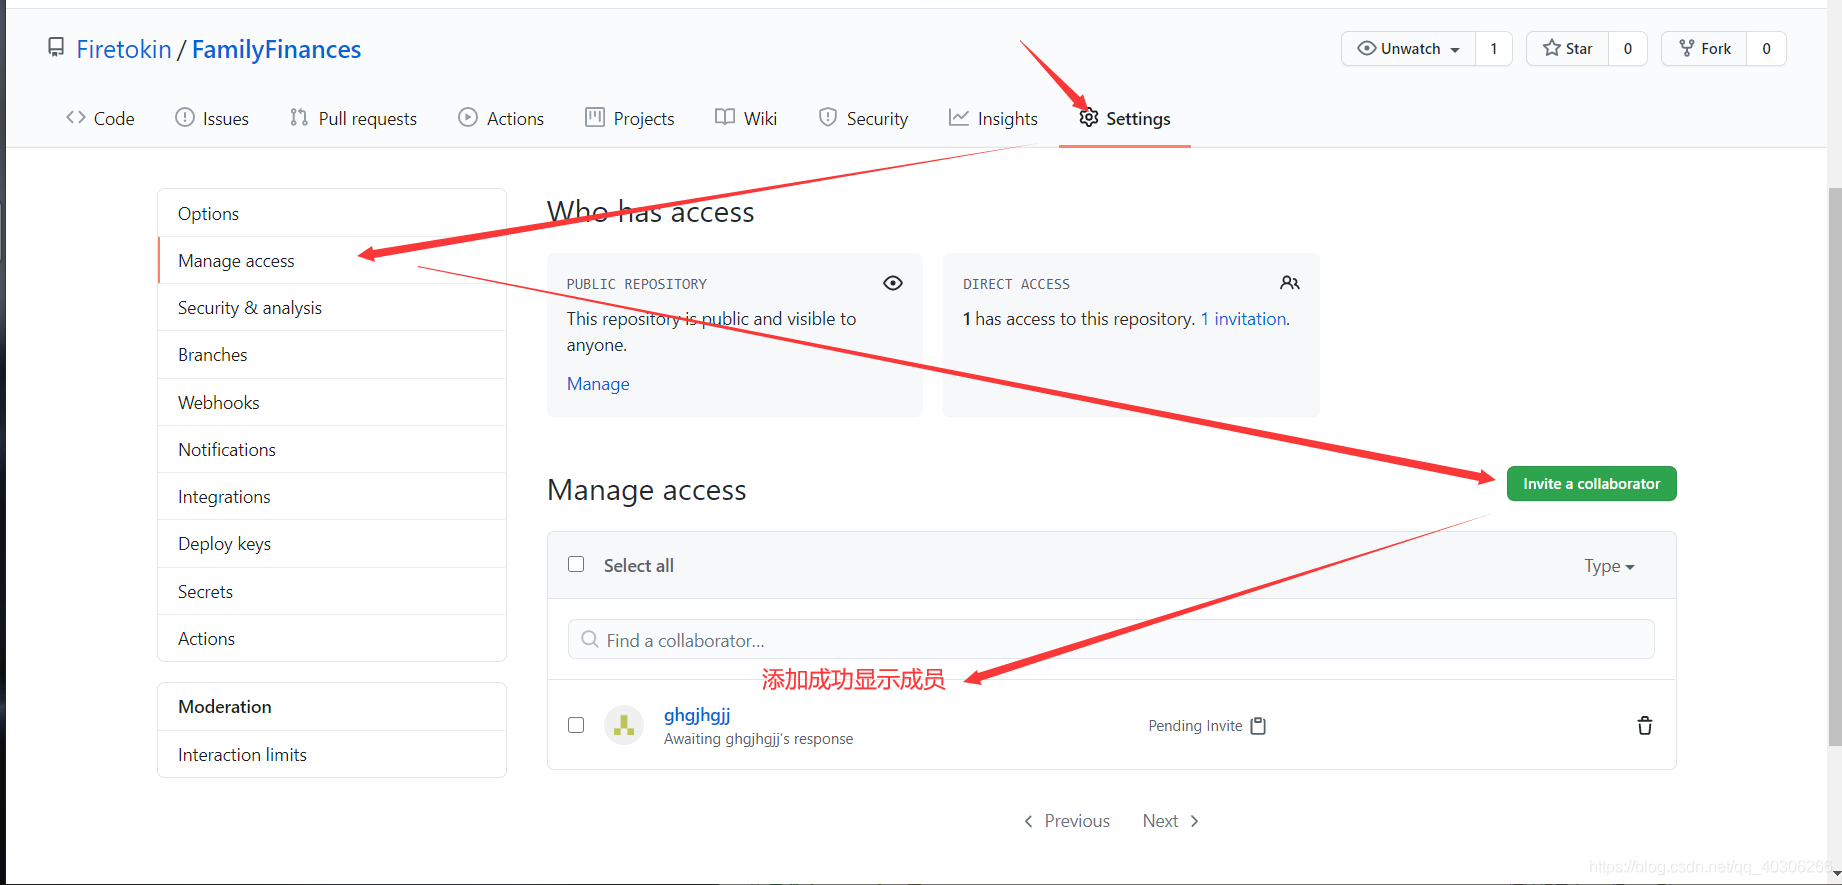 Firetokin / FamilyFinances
Unwatch 1 Star 0 Fork 0
Code Issues Pull requests Actions Projects Wiki Security Insights Settings
Options
Manage access
Security & analysis
Branches
Webhooks
Notifications
Integrations
Deploy keys
Secrets
Actions
Moderation
Interaction limits
Who has access
PUBLIC REPOSITORY
This repository is public and visible to
anyone.
Manage
DIRECT ACCESS
1 has access to this repository. 1 invitation.
Manage access
Invite a collaborator
Select all
Type
Find a collaborator...
添加成功显示成员
ghgjhgjj
Awaiting ghgjhgjj's response
Pending Invite
Previous Next
https://blog.csdn.net/qq_40306266